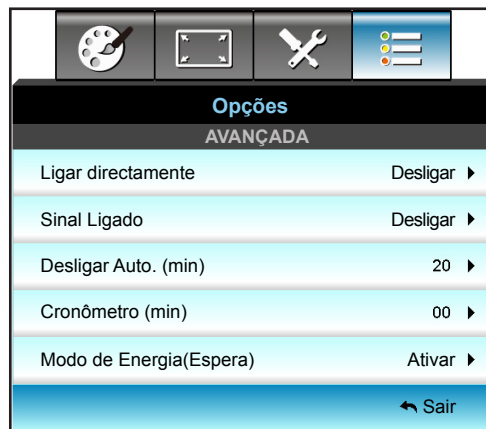 Opções
AVANÇADA
Ligar directamente Desligar
Sinal Ligado Desligar
Desligar Auto. (min) 20
Cronômetro (min) 00
Modo de Energia(Espera) Ativar
Sair